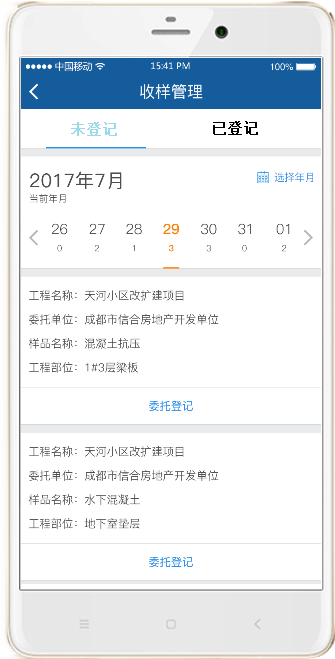 中国移动 15:41 PM 100%
收样管理
未登记 已登记
2017年7月 选择年月
当前年月
26 27 28 29 30 31 01
0 2 1 3 3 0 2
工程名称：天河小区改扩建项目
委托单位：成都市信合房地产开发单位
样品名称：混凝土抗压
工程部位：1#3层梁板
委托登记
工程名称：天河小区改扩建项目
委托单位：成都市信合房地产开发单位
样品名称：水下混凝土
工程部位：地下室垫层
委托登记